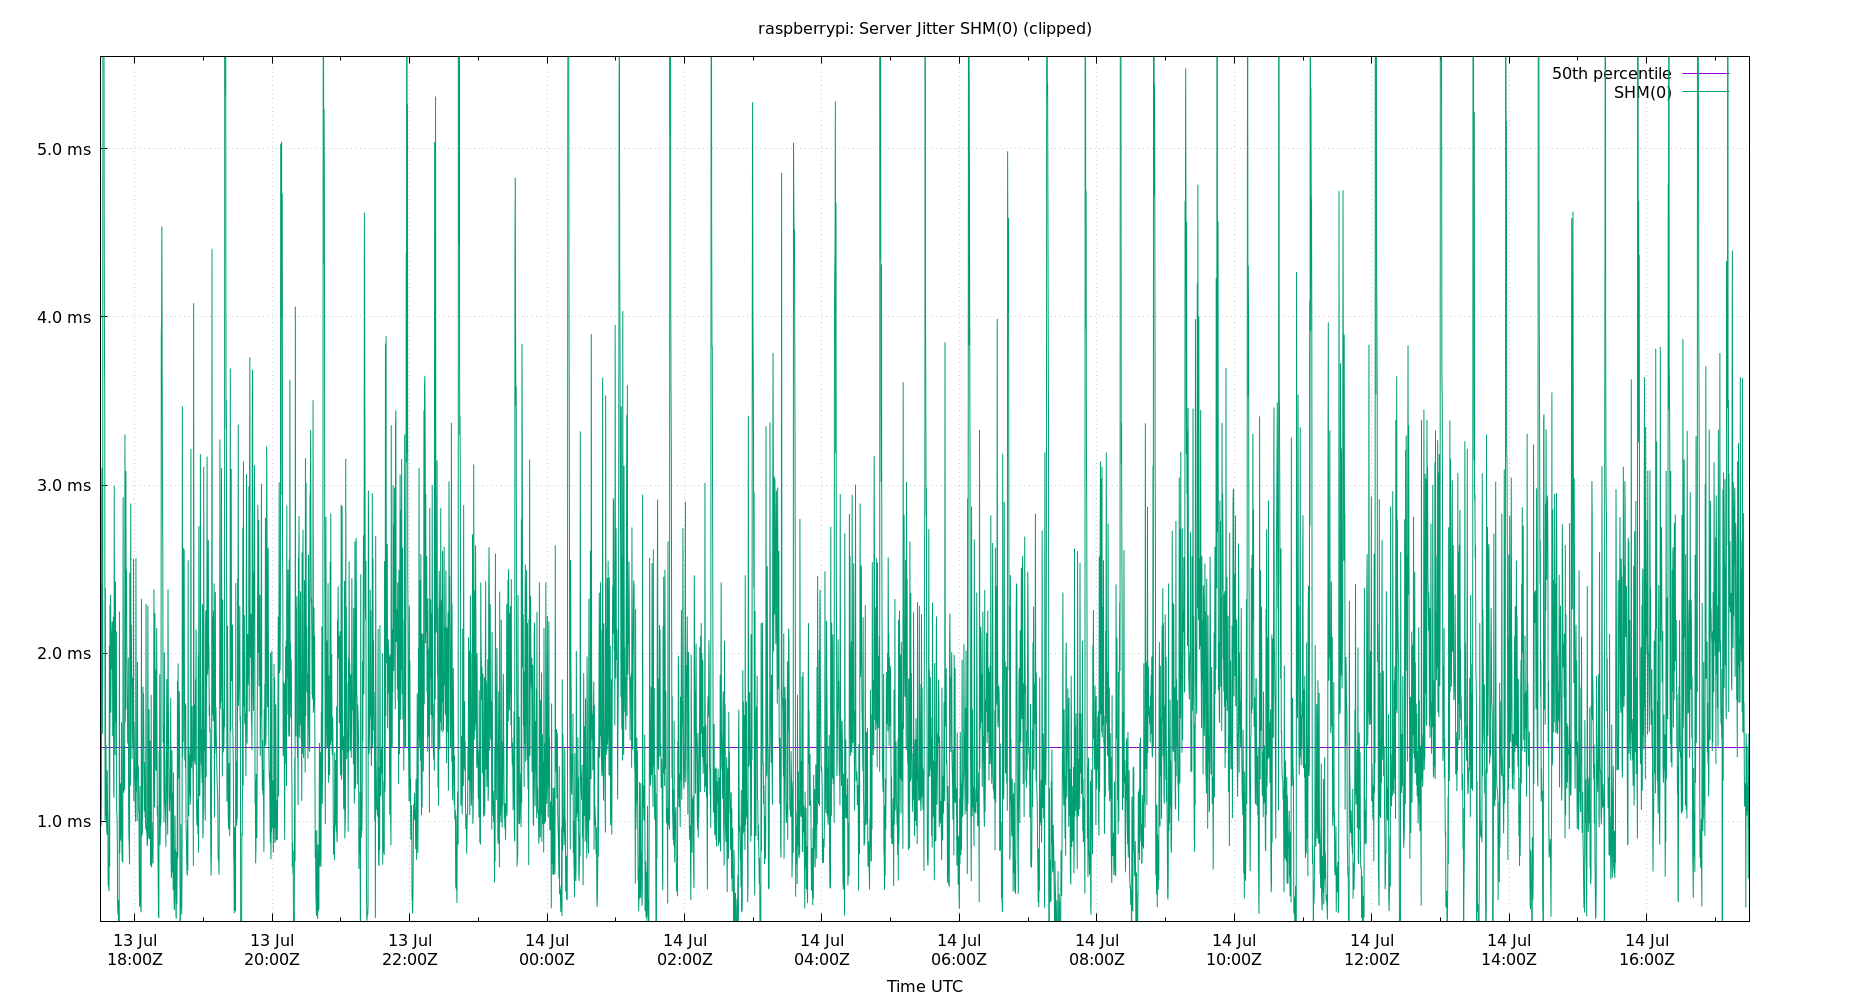 raspberrypi: Server Jitter SHM(0) (clipped)
50th percentile
SHM(0)
5.0 ms
4.0 ms
3.0 ms
2.0 ms
1.0 ms
13 Jul 13 Jul 13 Jul 14 Jul 14 Jul 14 Jul 14 Jul 14 Jul 14 Jul 14 Jul 14 Jul 14 Jul
18:00Z 20:00Z 22:00Z 00:00Z 02:00Z 04:00Z 06:00Z 08:00Z 10:00Z 12:00Z 14:00Z 16:00Z
Time UTC